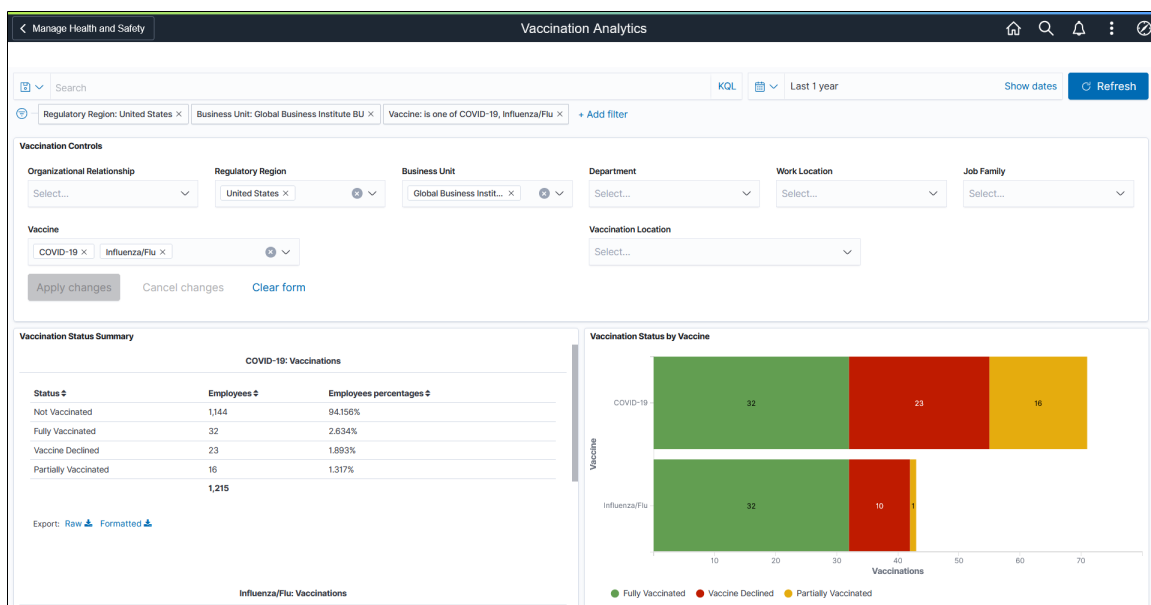 Manage Health and Safety
Vaccination Analytics
Search
KQL
Last 1 year
Show dates
Refresh
Regulatory Region: United States ×
Business Unit: Global Business Institute BU ×
Vaccine: is one of COVID-19, Influenza/Flu ×
+ Add filter
Vaccination Controls
Organizational Relationship
Regulatory Region
Business Unit
Department
Work Location
Job Family
Select...
United States ×
Global Business Instit... ×
Select...
Select...
Select...
Vaccine
Vaccination Location
COVID-19 ×
Influenza/Flu ×
Select...
Apply changes
Cancel changes
Clear form
Vaccination Status Summary
COVID-19: Vaccinations
Status Employees Employees percentages
Not Vaccinated 1,144 94.156%
Fully Vaccinated 32 2.634%
Vaccine Declined 23 1.893%
Partially Vaccinated 16 1.317%
1,215
Export: Raw Formatted
Influenza/Flu: Vaccinations
Vaccination Status by Vaccine
Vaccine
COVID-19 32 23 16
Influenza/Flu 32 10 1
10 20 30 40 50 60 70
Vaccinations
Fully Vaccinated Vaccine Declined Partially Vaccinated